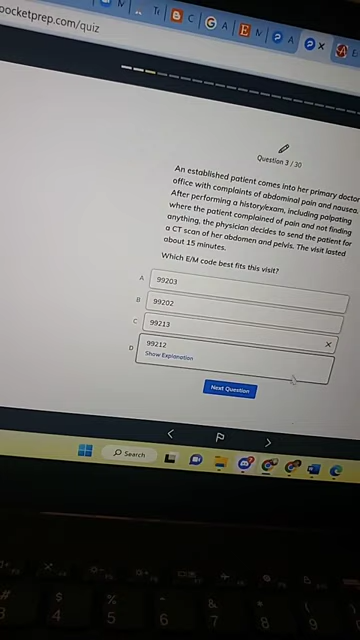 pocketprep.com/quiz
Question 3 / 30
An established patient comes into her primary doctor
office with complaints of abdominal pain and nausea.
After performing a history/exam, including palpating
where the patient complained of pain and not finding
anything, the physician decides to send the patient for
a CT scan of her abdomen and pelvis. The visit lasted
about 15 minutes.
Which E/M code best fits this visit?
A 99203
B 99202
C 99213
D 99212
Show Explanation
Next Question
Search